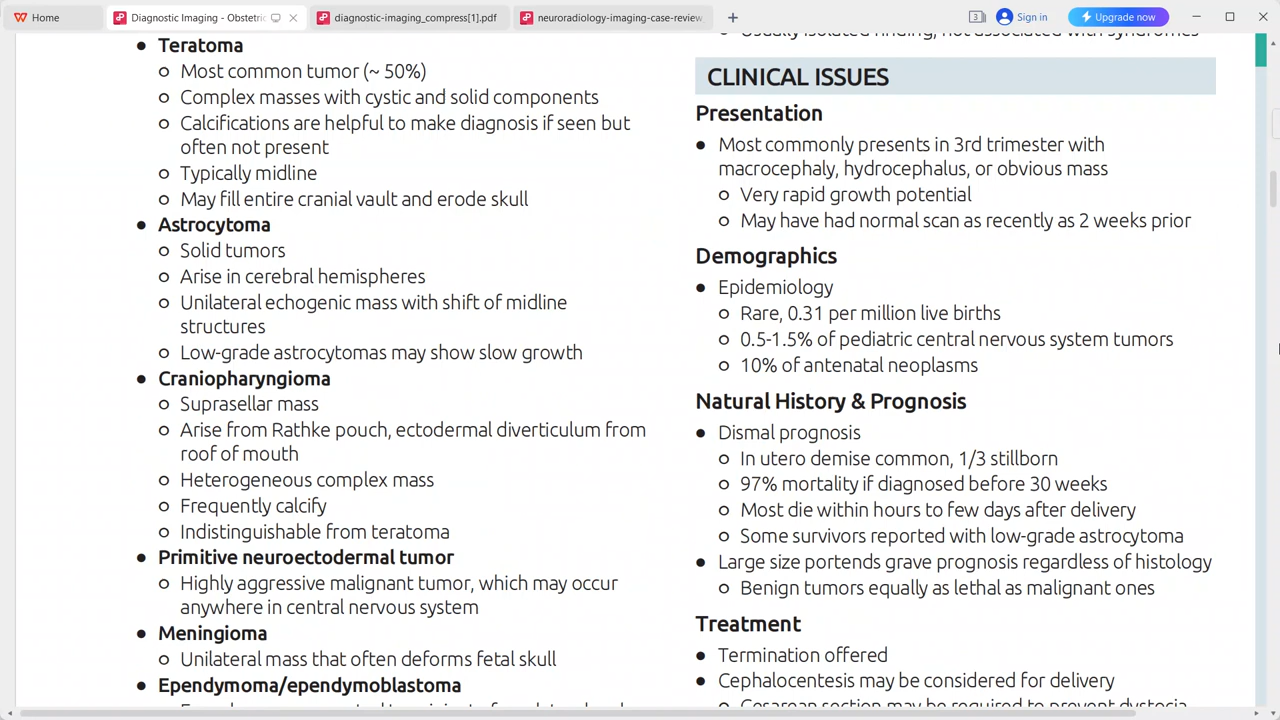 Home
Diagnostic Imaging - Obstetri
diagnostic-imaging_compress[1].pdf
neuroradiology-imaging-case-review
3
Sign in
Upgrade now
● Teratoma
○ Most common tumor (~ 50%)
○ Complex masses with cystic and solid components
○ Calcifications are helpful to make diagnosis if seen but
often not present
○ Typically midline
○ May fill entire cranial vault and erode skull
● Astrocytoma
○ Solid tumors
○ Arise in cerebral hemispheres
○ Unilateral echogenic mass with shift of midline
structures
○ Low-grade astrocytomas may show slow growth
● Craniopharyngioma
○ Suprasellar mass
○ Arise from Rathke pouch, ectodermal diverticulum from
roof of mouth
○ Heterogeneous complex mass
○ Frequently calcify
○ Indistinguishable from teratoma
● Primitive neuroectodermal tumor
○ Highly aggressive malignant tumor, which may occur
anywhere in central nervous system
● Meningioma
○ Unilateral mass that often deforms fetal skull
● Ependymoma/ependymoblastoma
○ Usually isolated finding, not associated with syndromes
CLINICAL ISSUES
Presentation
● Most commonly presents in 3rd trimester with
macrocephaly, hydrocephalus, or obvious mass
○ Very rapid growth potential
○ May have had normal scan as recently as 2 weeks prior
Demographics
● Epidemiology
○ Rare, 0.31 per million live births
○ 0.5-1.5% of pediatric central nervous system tumors
○ 10% of antenatal neoplasms
Natural History & Prognosis
● Dismal prognosis
○ In utero demise common, 1/3 stillborn
○ 97% mortality if diagnosed before 30 weeks
○ Most die within hours to few days after delivery
○ Some survivors reported with low-grade astrocytoma
● Large size portends grave prognosis regardless of histology
○ Benign tumors equally as lethal as malignant ones
Treatment
● Termination offered
● Cephalocentesis may be considered for delivery
○ Cesarean section may be required to prevent dystocia